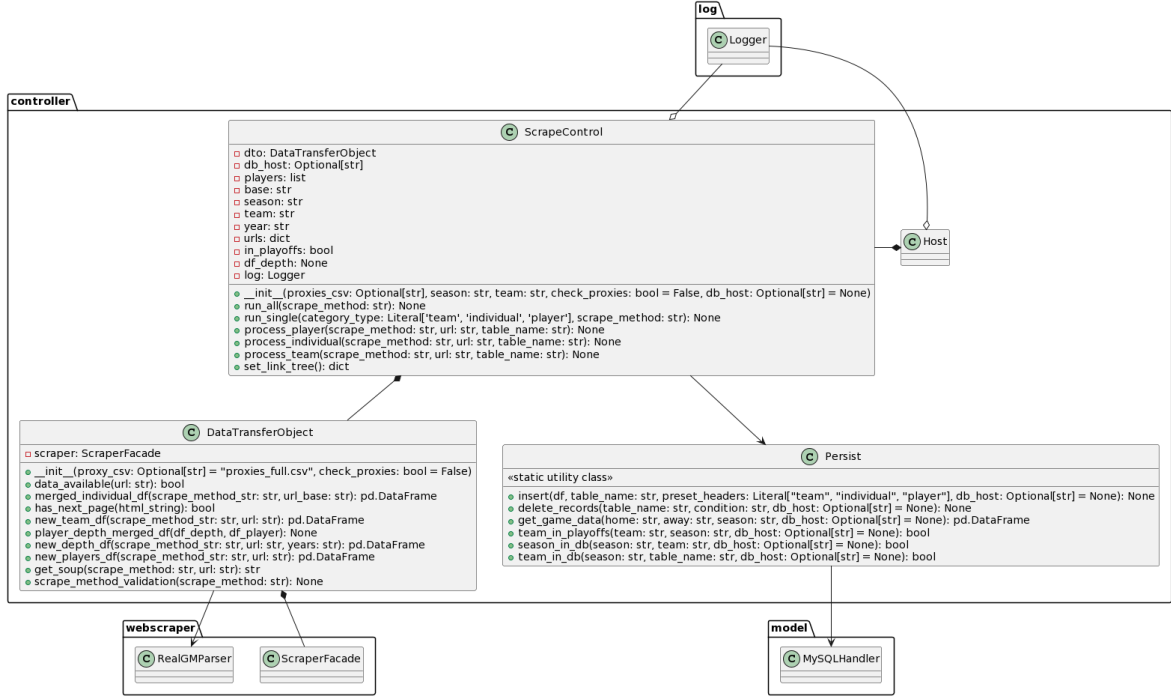 log
C Logger
controller
C ScrapeControl
dto: DataTransferObject
db_host: Optional[str]
players: list
base: str
season: str
team: str
year: str
urls: dict
in_playoffs: bool
df_depth: None
log: Logger
__init__(proxies_csv: Optional[str], season: str, team: str, check_proxies: bool = False, db_host: Optional[str] = None)
run_all(scrape_method: str): None
run_single(category_type: Literal['team', 'individual', 'player'], scrape_method: str): None
process_player(scrape_method: str, url: str, table_name: str): None
process_individual(scrape_method: str, url: str, table_name: str): None
process_team(scrape_method: str, url: str, table_name: str): None
set_link_tree(): dict
C Host
C DataTransferObject
scraper: ScraperFacade
__init__(proxy_csv: Optional[str] = "proxies_full.csv", check_proxies: bool = False)
data_available(url: str): bool
merged_individual_df(scrape_method_str: str, url_base: str): pd.DataFrame
has_next_page(html_string): bool
new_team_df(scrape_method_str: str, url): pd.DataFrame
player_depth_merged_df(df_depth, df_player): None
new_depth_df(scrape_method_str: str, url: str, years: str): pd.DataFrame
new_players_df(scrape_method_str: str, url: str): pd.DataFrame
get_soup(scrape_method: str, url: str): str
scrape_method_validation(scrape_method: str): None
C Persist
«static utility class»
insert(df, table_name: str, preset_headers: Literal["team", "individual", "player"], db_host: Optional[str] = None): None
delete_records(table_name: str, condition: str, db_host: Optional[str] = None): None
get_game_data(home: str, away: str, season: str, db_host: Optional[str] = None): pd.DataFrame
team_in_playoffs(team: str, season: str, db_host: Optional[str] = None): bool
season_in_db(season: str, team: str, db_host: Optional[str] = None): bool
team_in_db(season: str, table_name: str, db_host: Optional[str] = None): bool
webscraper
C RealGMParser
C ScraperFacade
model
C MySQLHandler